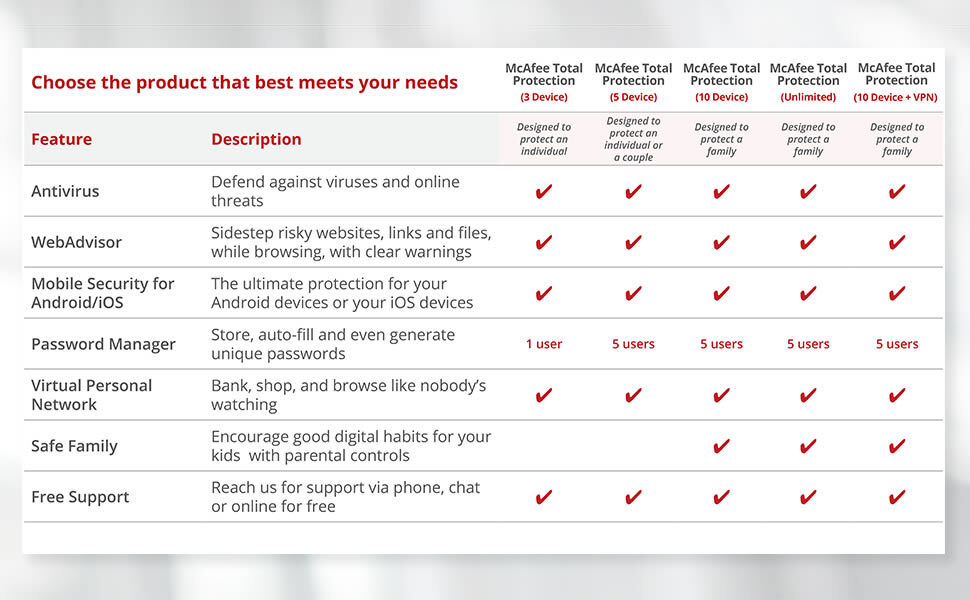 Choose the product that best meets your needs
McAfee Total Protection (3 Device)
McAfee Total Protection (5 Device)
McAfee Total Protection (10 Device)
McAfee Total Protection (Unlimited)
McAfee Total Protection (10 Device + VPN)
Feature
Description
Designed to protect an individual
Designed to protect an individual or a couple
Designed to protect a family
Designed to protect a family
Designed to protect a family
Antivirus
Defend against viruses and online
threats
✔ ✔ ✔ ✔ ✔
WebAdvisor
Sidestep risky websites, links and files,
while browsing, with clear warnings
✔ ✔ ✔ ✔ ✔
Mobile Security for
Android/iOS
The ultimate protection for your
Android devices or your iOS devices
✔ ✔ ✔ ✔ ✔
Password Manager
Store, auto-fill and even generate
unique passwords
1 user 5 users 5 users 5 users 5 users
Virtual Personal
Network
Bank, shop, and browse like nobody’s
watching
✔ ✔ ✔ ✔ ✔
Safe Family
Encourage good digital habits for your
kids with parental controls
✔ ✔ ✔
Free Support
Reach us for support via phone, chat
or online for free
✔ ✔ ✔ ✔ ✔